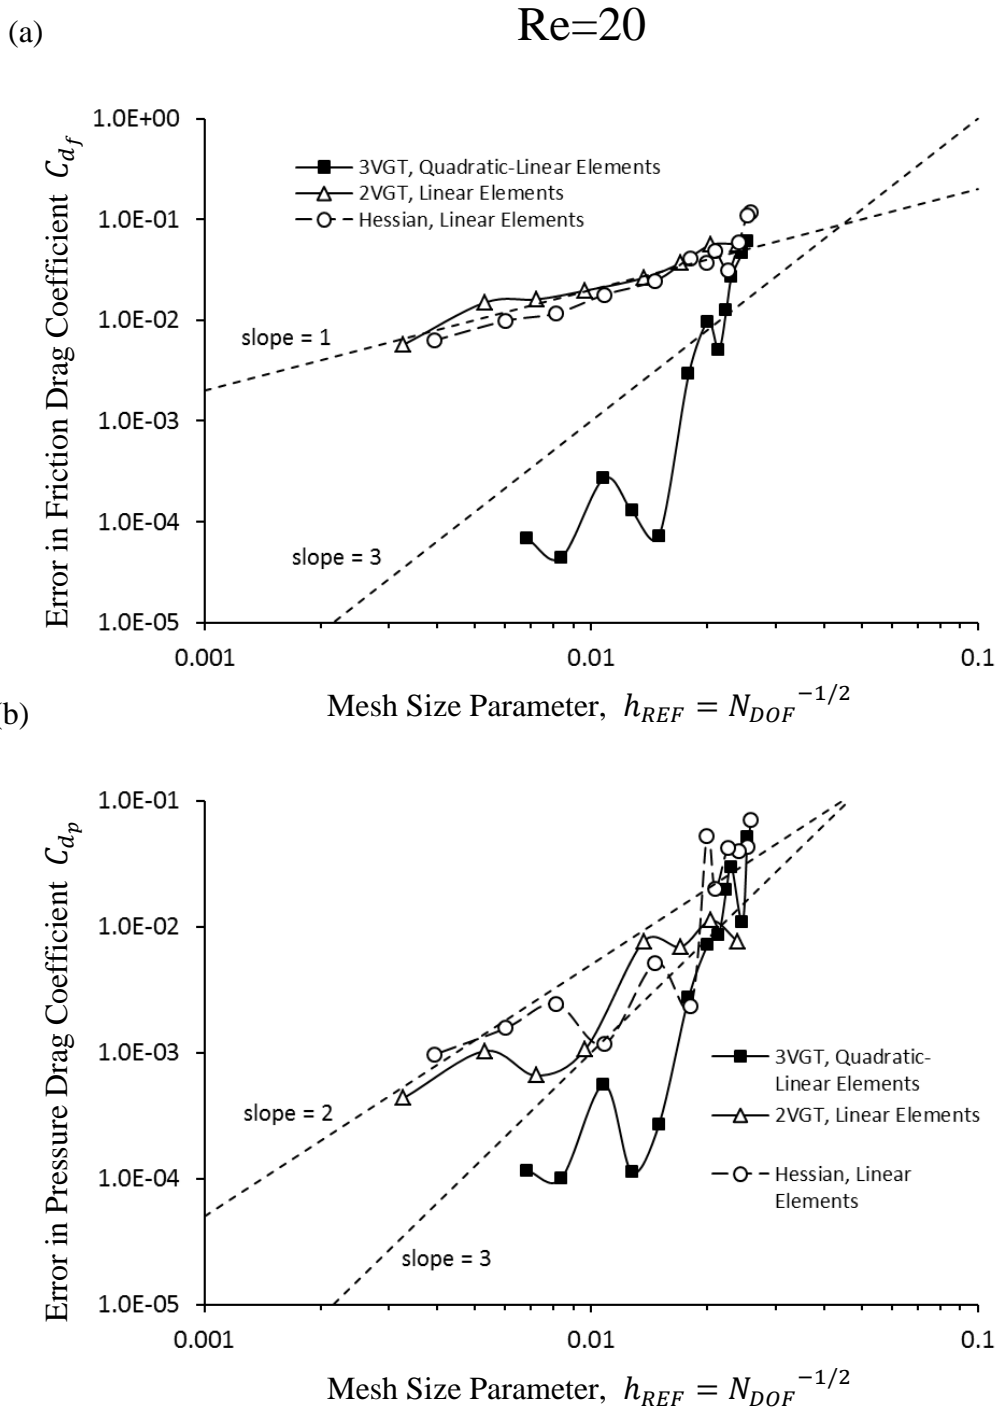 (a)
Re=20
Error in Friction Drag Coefficient C_{d_f}
1.0E+00
1.0E-01
1.0E-02
1.0E-03
1.0E-04
1.0E-05
3VGT, Quadratic-Linear Elements
2VGT, Linear Elements
Hessian, Linear Elements
slope = 1
slope = 3
0.001
0.01
0.1
Mesh Size Parameter, h_{REF} = N_{DOF}^{-1/2}
(b)
Error in Pressure Drag Coefficient C_{d_p}
1.0E-01
1.0E-02
1.0E-03
1.0E-04
1.0E-05
3VGT, Quadratic-
Linear Elements
2VGT, Linear Elements
Hessian, Linear
Elements
slope = 2
slope = 3
0.001
0.01
0.1
Mesh Size Parameter, h_{REF} = N_{DOF}^{-1/2}